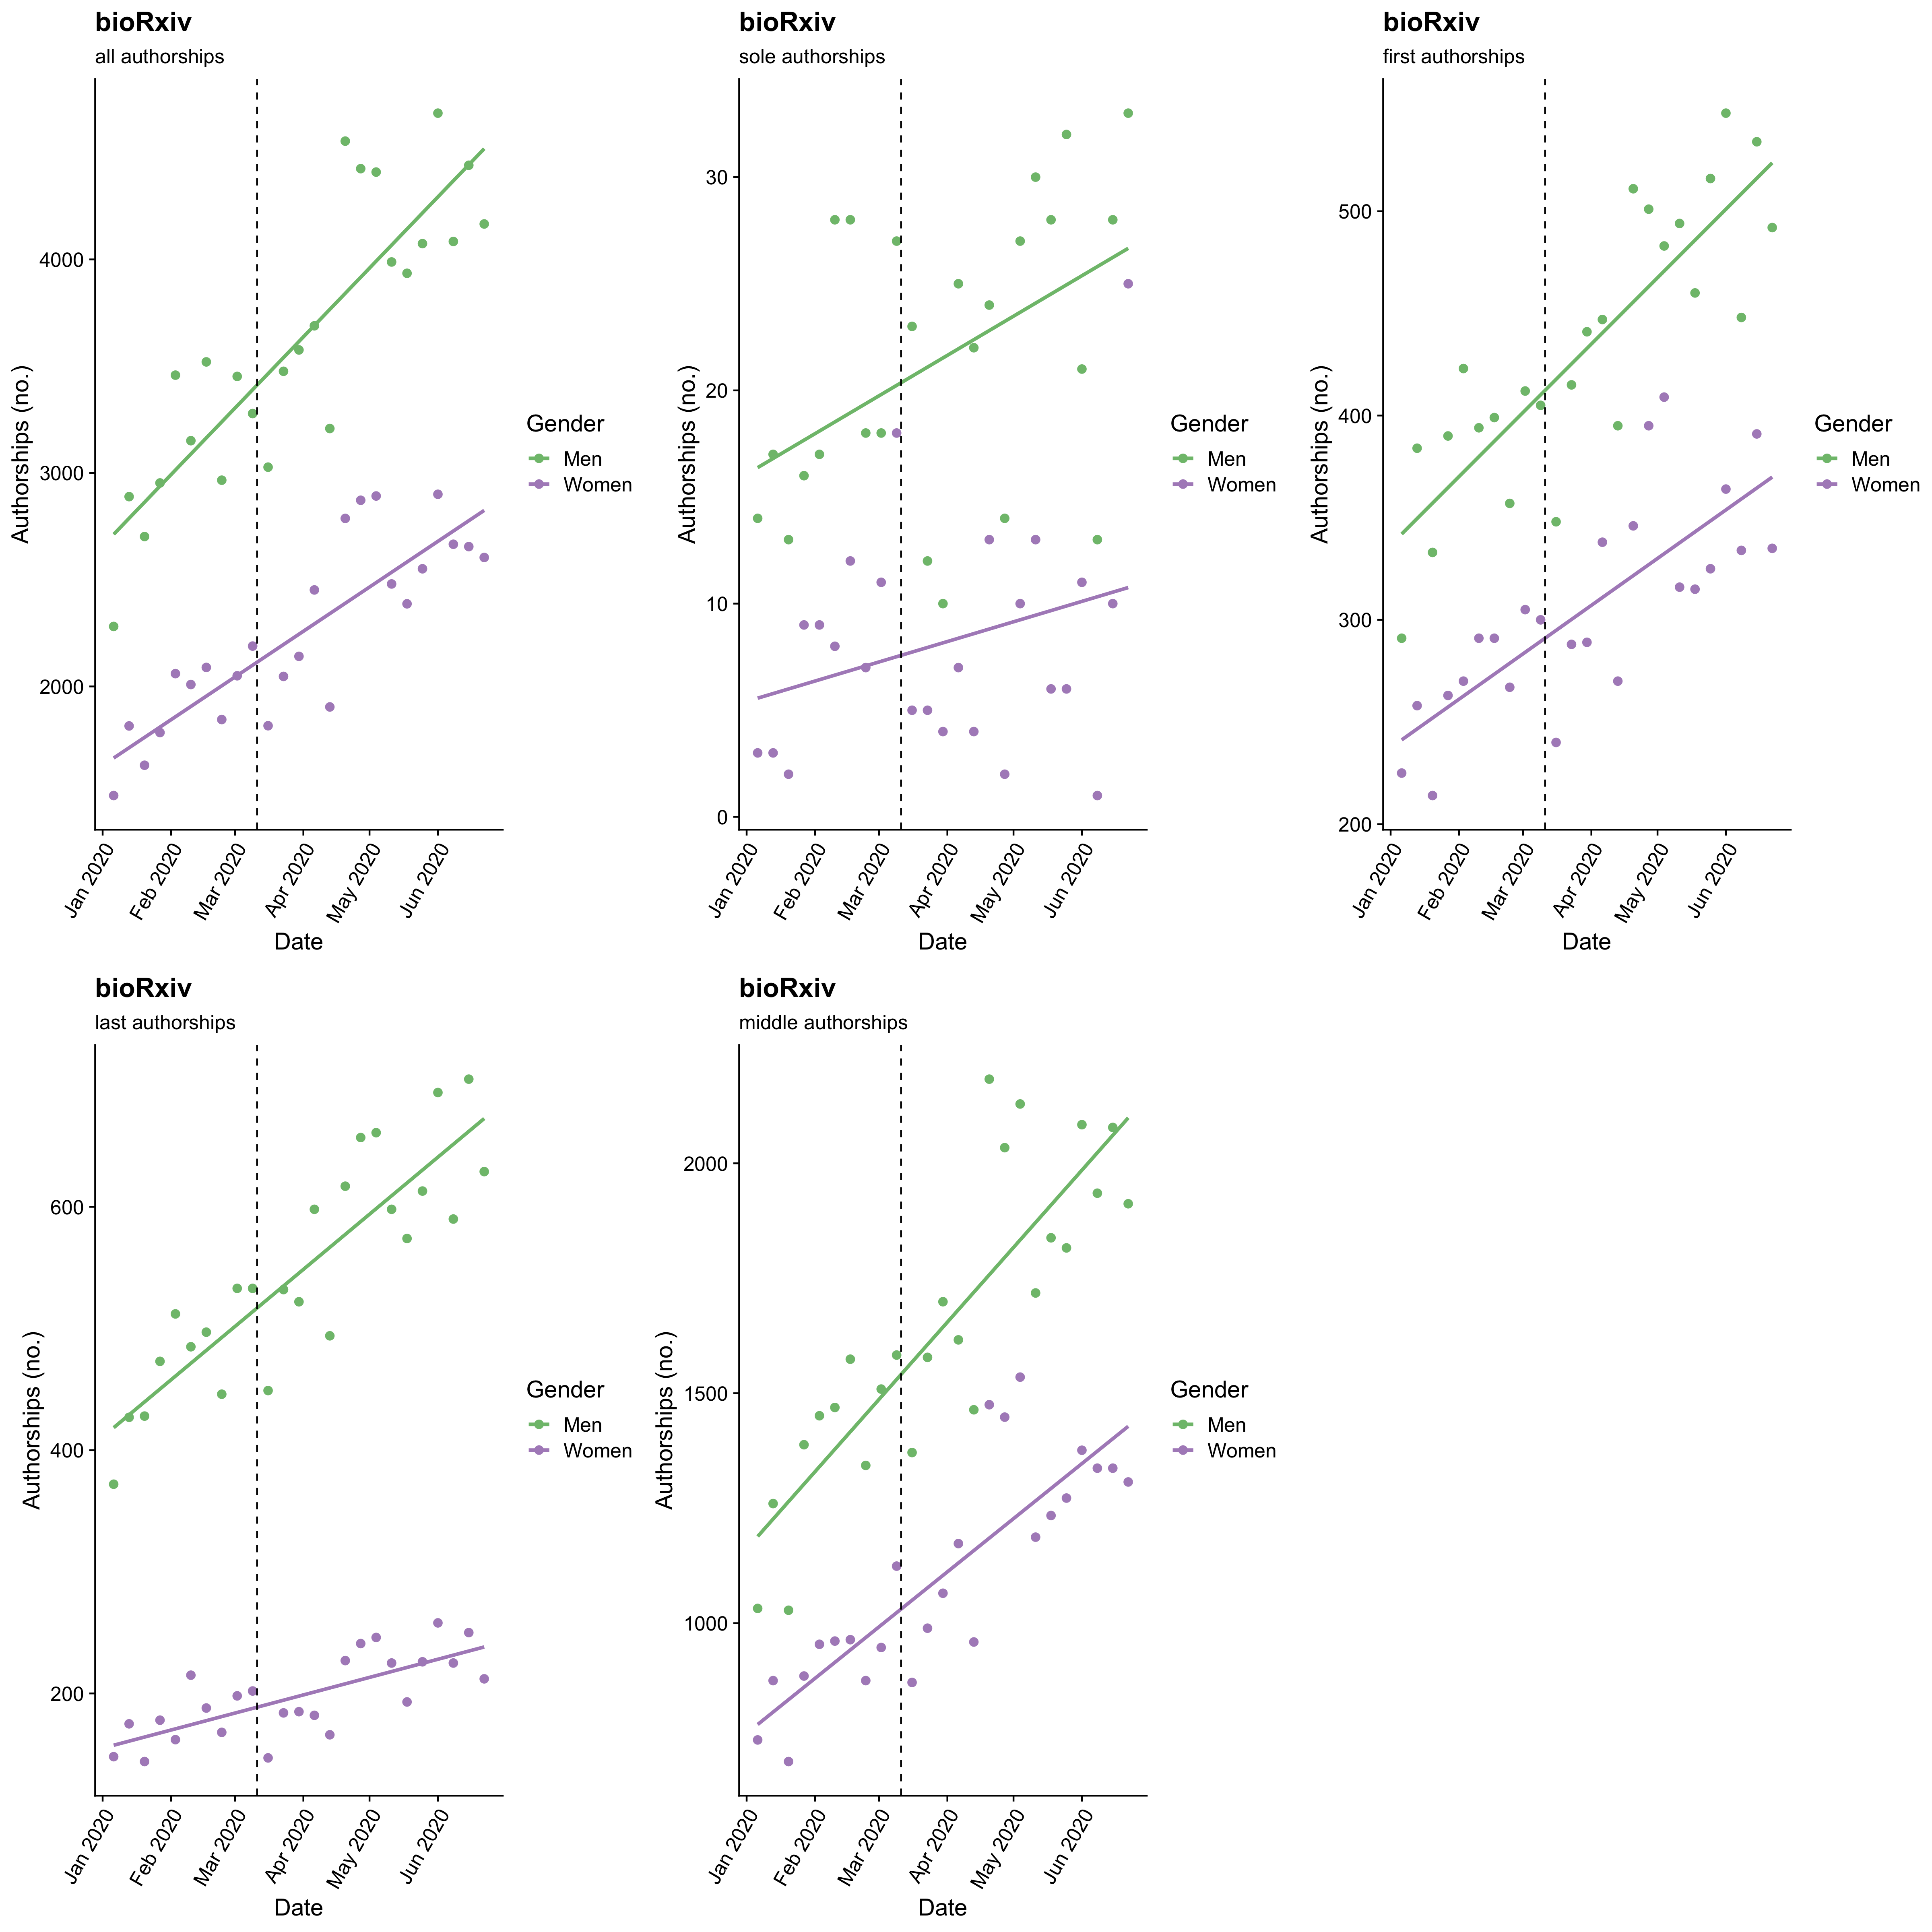 bioRxiv
all authorships
Authorships (no.)
4000
3000
2000
Jan 2020
Feb 2020
Mar 2020
Apr 2020
May 2020
Jun 2020
Date
Gender
Men
Women
bioRxiv
sole authorships
Authorships (no.)
30
20
10
0
Jan 2020
Feb 2020
Mar 2020
Apr 2020
May 2020
Jun 2020
Date
Gender
Men
Women
bioRxiv
first authorships
Authorships (no.)
500
400
300
200
Jan 2020
Feb 2020
Mar 2020
Apr 2020
May 2020
Jun 2020
Date
Gender
Men
Women
bioRxiv
last authorships
Authorships (no.)
600
400
200
Jan 2020
Feb 2020
Mar 2020
Apr 2020
May 2020
Jun 2020
Date
Gender
Men
Women
bioRxiv
middle authorships
Authorships (no.)
2000
1500
1000
Jan 2020
Feb 2020
Mar 2020
Apr 2020
May 2020
Jun 2020
Date
Gender
Men
Women